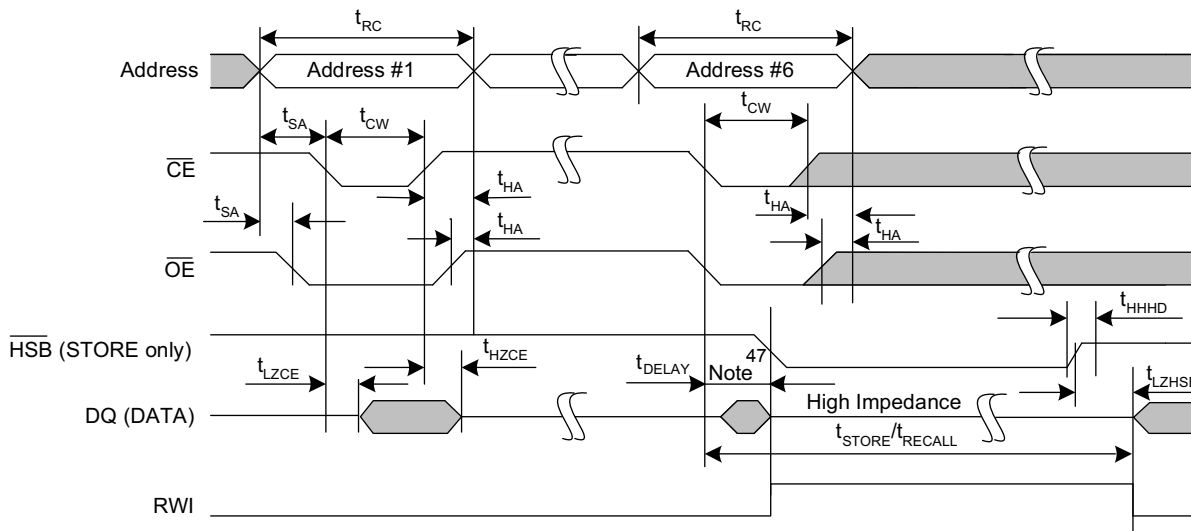 tRC tRC
Address Address #1 Address #6
tCW
tSA tCW
CE
tHA
tSA tHA
tHA tHA
OE
tHHHD
HSB (STORE only)
tLZCE tHZCE tDELAY Note 47 tLZHS
DQ (DATA) High Impedance
tSTORE/tRECALL
RWI